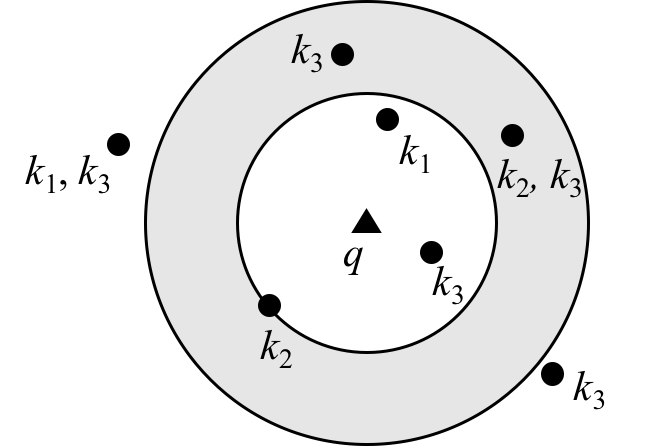 k₃
k₁
k₁, k₃
k₂, k₃
q
k₃
k₂
k₃